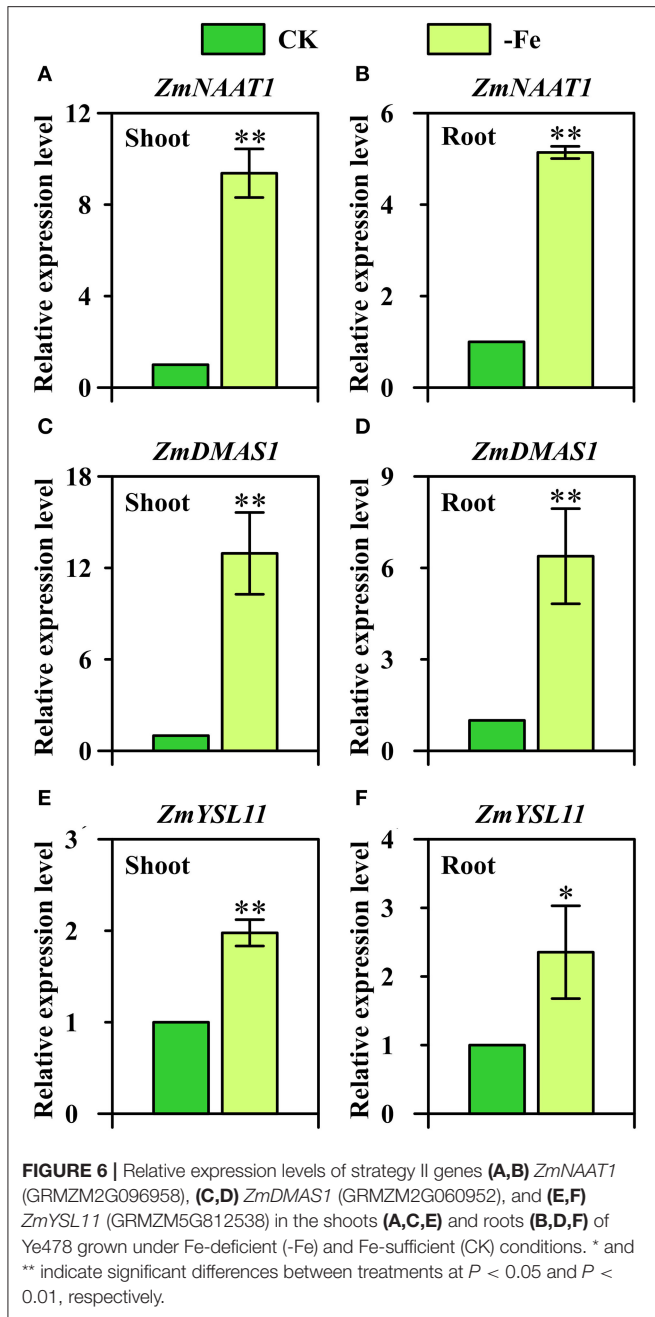 CK -Fe
A ZmNAAT1
Relative expression level
12
8
4
0
Shoot
**
B ZmNAAT1
Relative expression level
6
4
2
0
Root
**
C ZmDMAS1
Relative expression level
18
12
6
0
Shoot
**
D ZmDMAS1
Relative expression level
9
6
3
0
Root
**
E ZmYSL11
Relative expression level
3
2
1
0
Shoot
**
F ZmYSL11
Relative expression level
4
3
2
1
0
Root
*
FIGURE 6 | Relative expression levels of strategy II genes (A,B) ZmNAAT1
(GRMZM2G096958), (C,D) ZmDMAS1 (GRMZM2G060952), and (E,F)
ZmYSL11 (GRMZM5G812538) in the shoots (A,C,E) and roots (B,D,F) of
Ye478 grown under Fe-deficient (-Fe) and Fe-sufficient (CK) conditions. * and
** indicate significant differences between treatments at P < 0.05 and P <
0.01, respectively.